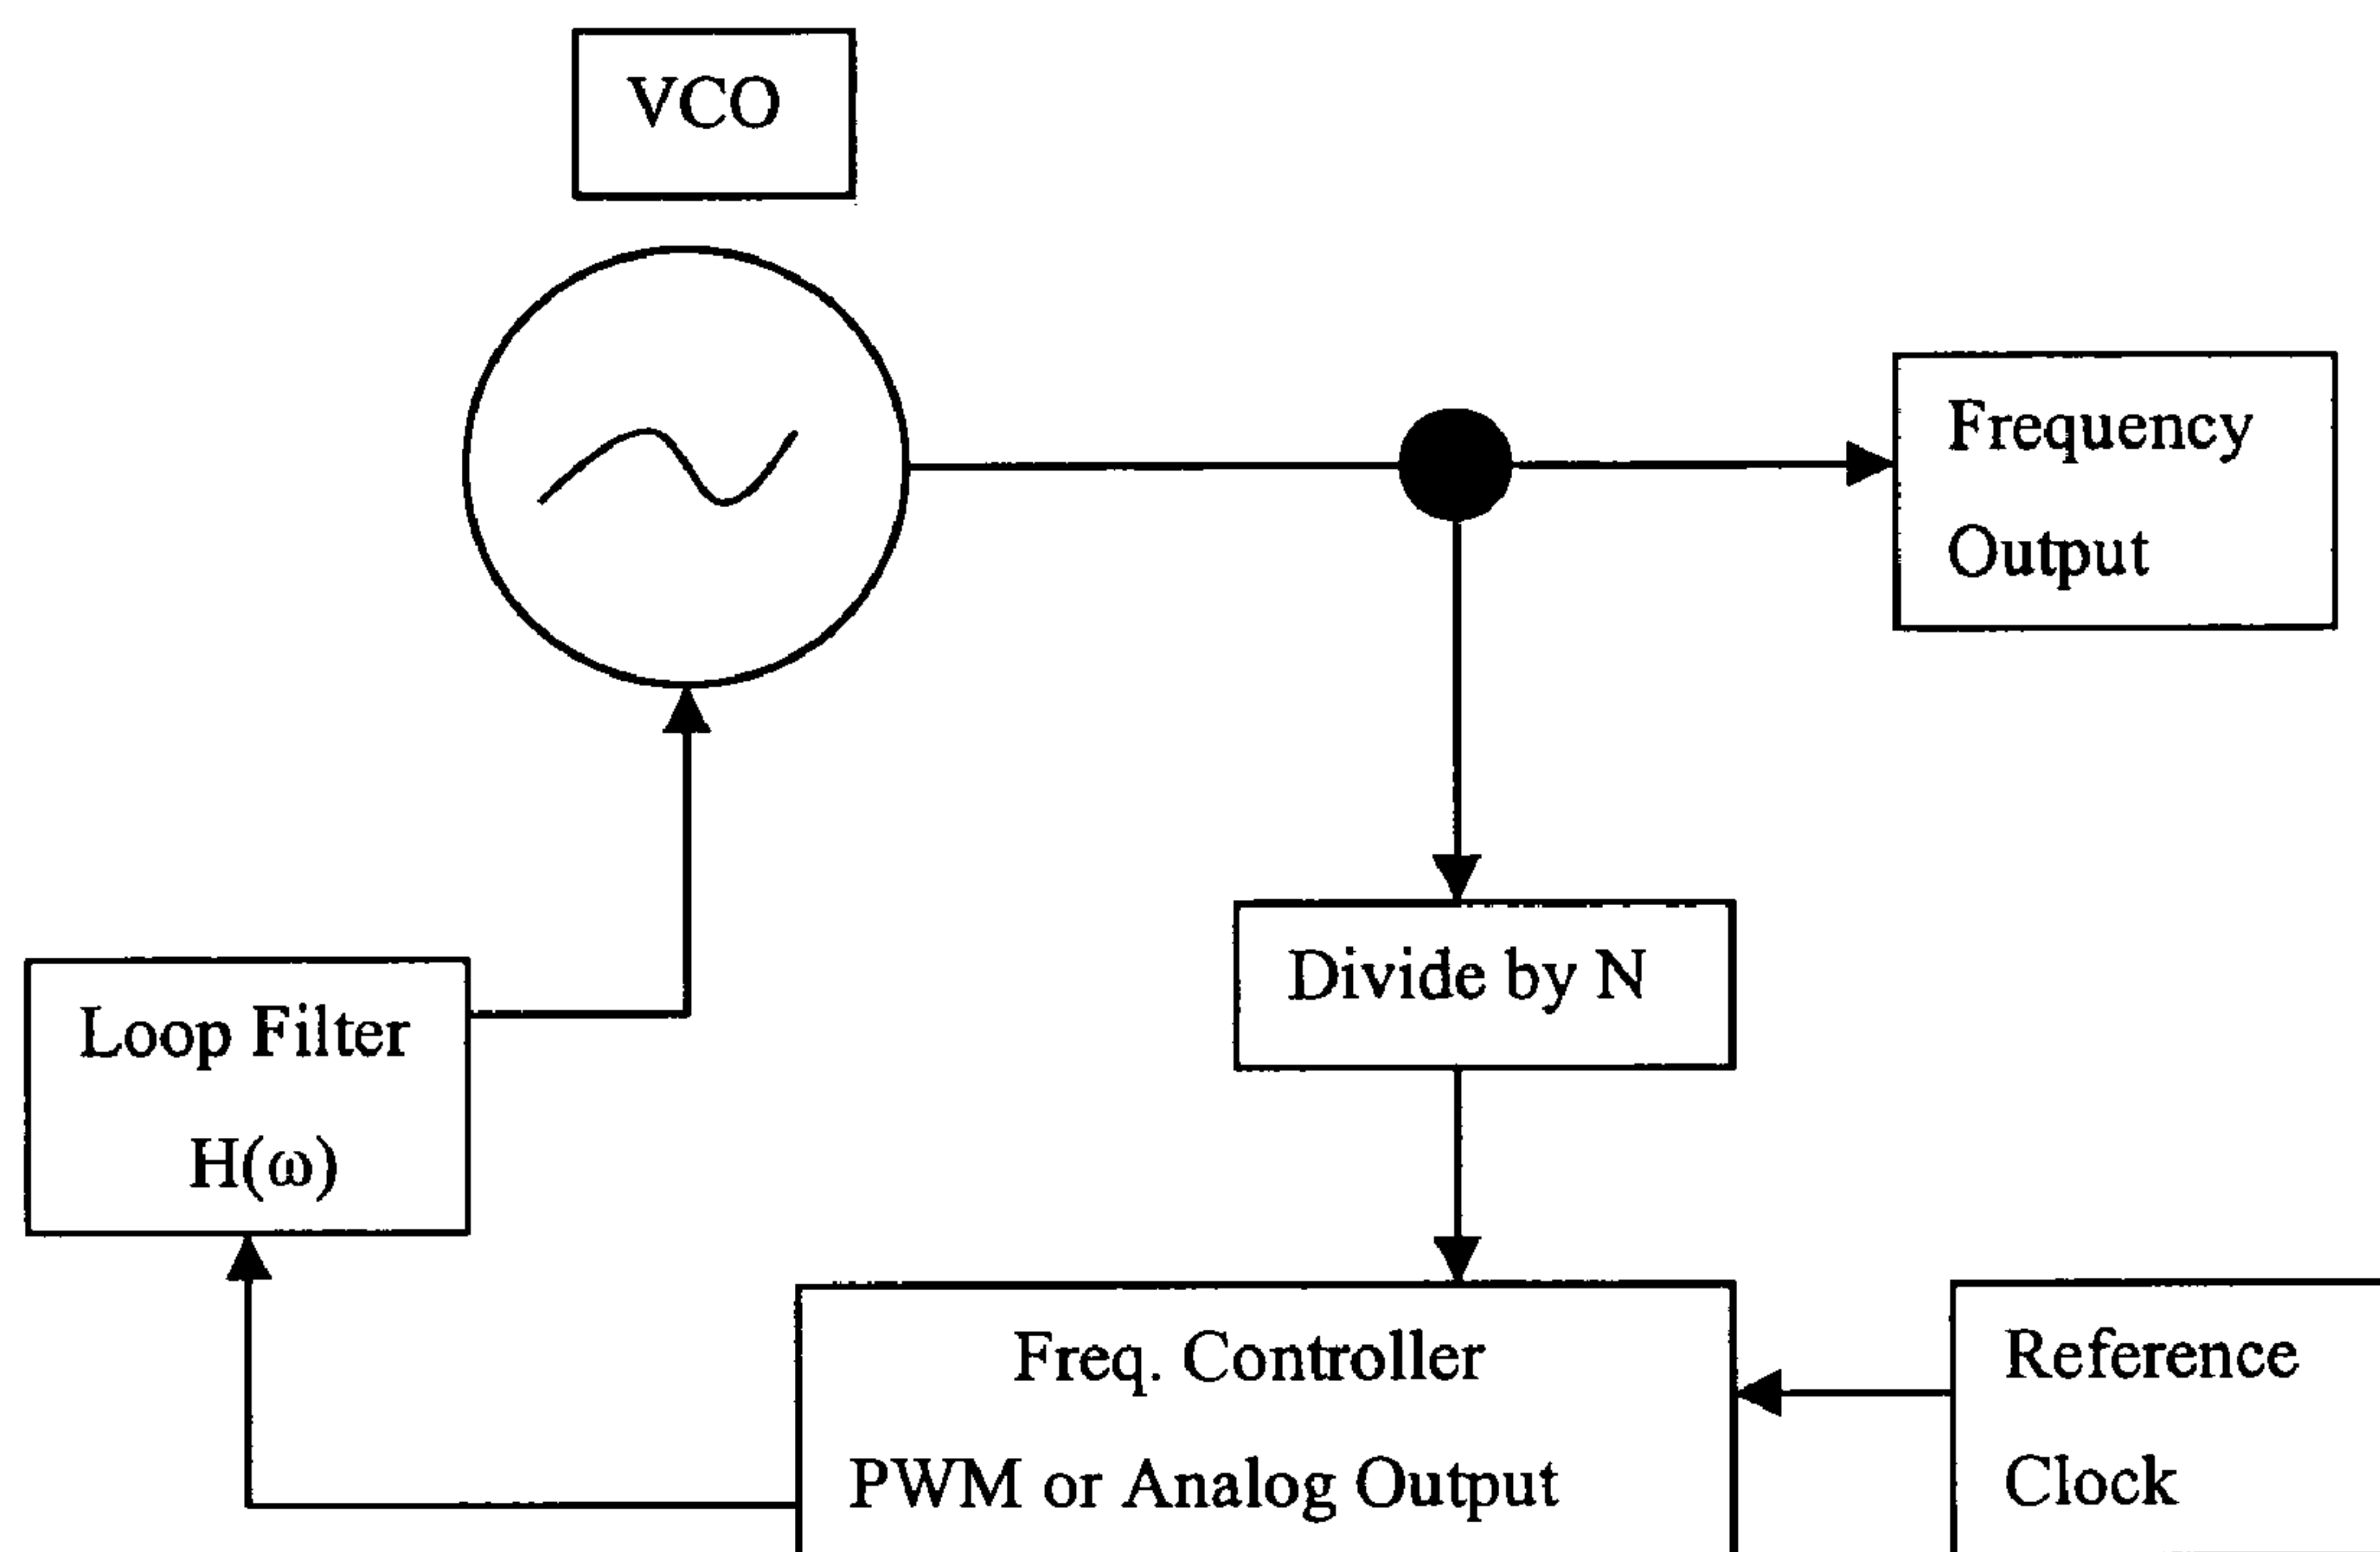 VCO
Frequency
Output
Divide by N
Loop Filter
H(ω)
Freq. Controller
PWM or Analog Output
Reference
Clock